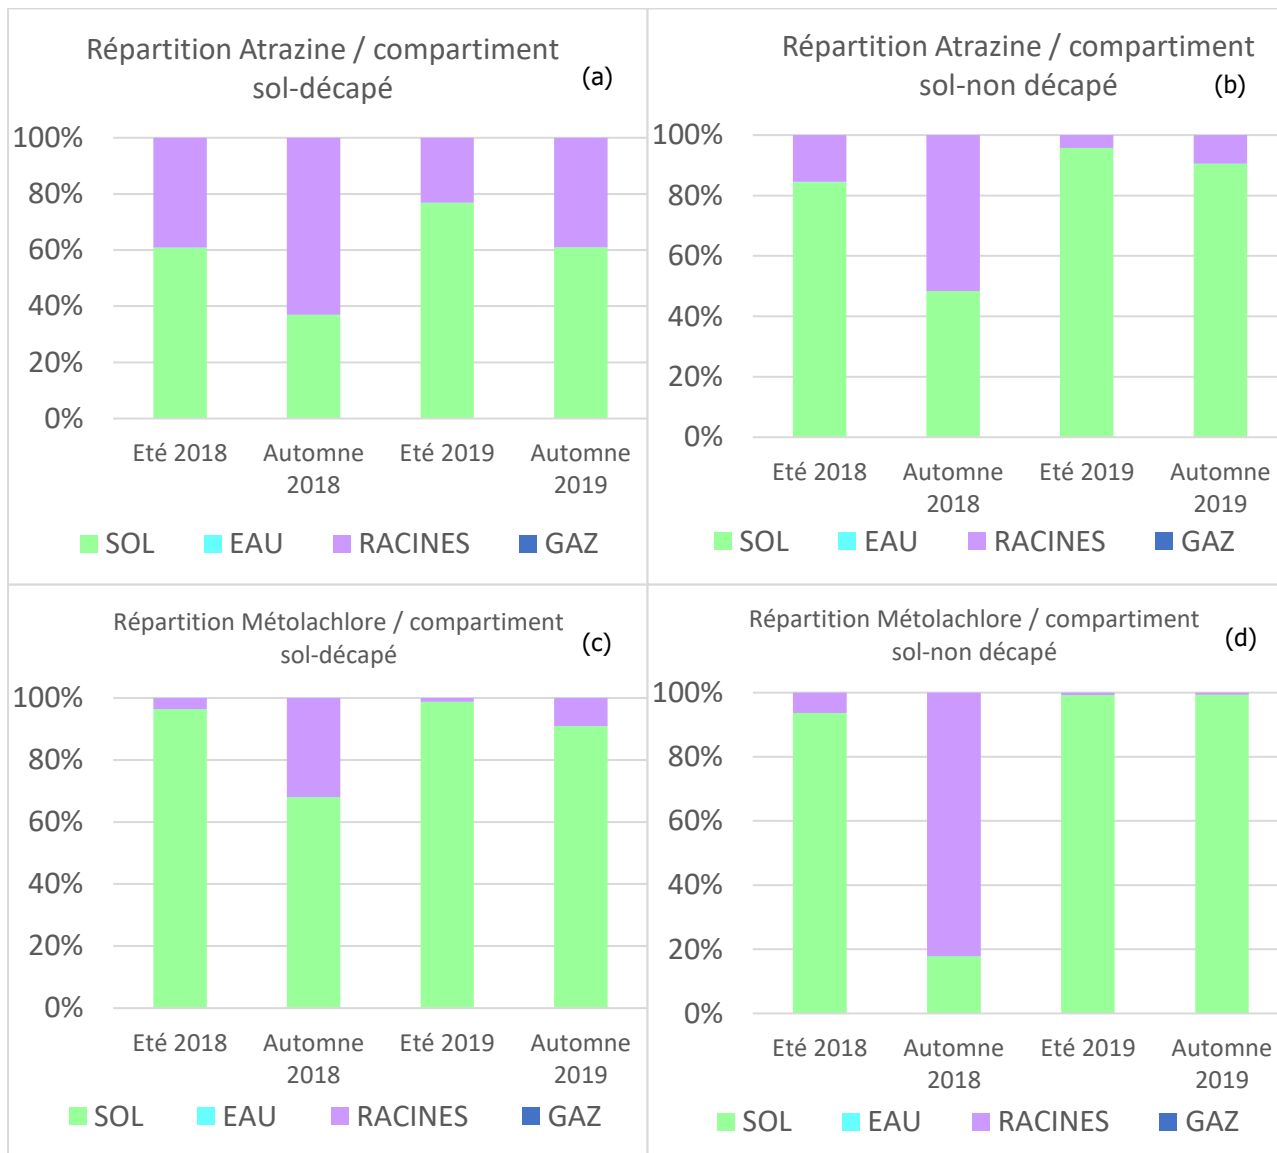 Répartition Atrazine / compartiment
sol-décapé
(a)
100%
80%
60%
40%
20%
0%
Eté 2018
Automne
2018
Eté 2019
Automne
2019
SOL
EAU
RACINES
GAZ
Répartition Atrazine / compartiment
sol-non décapé
(b)
100%
80%
60%
40%
20%
0%
Eté 2018
Automne
2018
Eté 2019
Automne
2019
SOL
EAU
RACINES
GAZ
Répartition Métolachlore / compartiment
sol-décapé
(c)
100%
80%
60%
40%
20%
0%
Eté 2018
Automne
2018
Eté 2019
Automne
2019
SOL
EAU
RACINES
GAZ
Répartition Métolachlore / compartiment
sol-non décapé
(d)
100%
80%
60%
40%
20%
0%
Eté 2018
Automne
2018
Eté 2019
Automne
2019
SOL
EAU
RACINES
GAZ